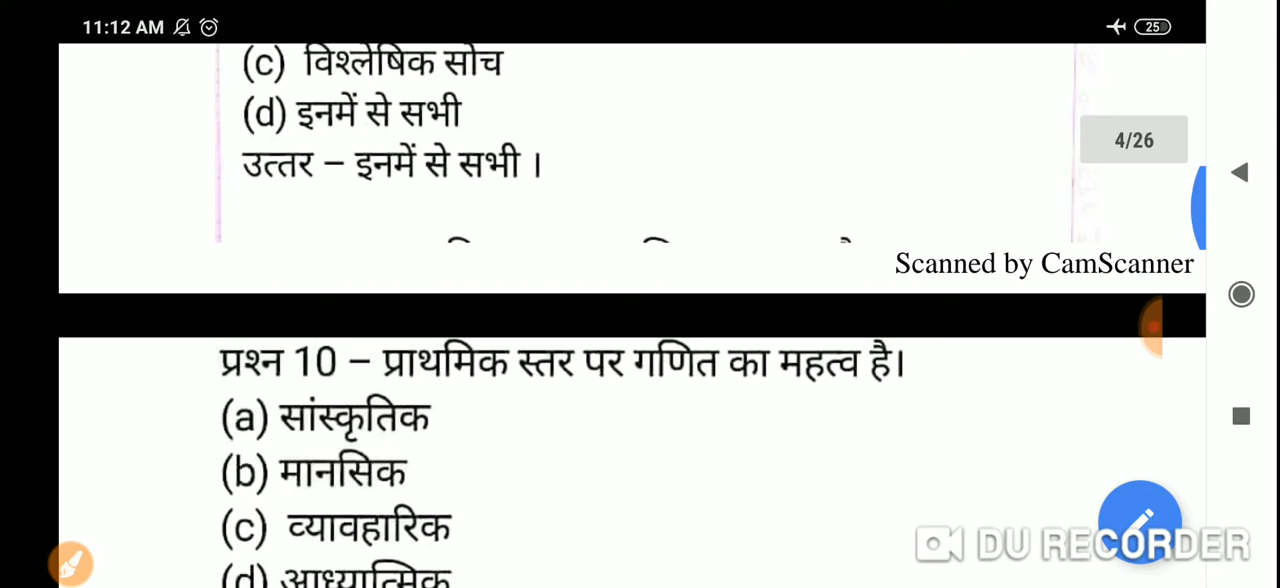 11:12 AM
25
(c) विश्लेषिक सोच
(d) इनमें से सभी
4/26
उत्तर – इनमें से सभी ।
Scanned by CamScanner
प्रश्न 10 – प्राथमिक स्तर पर गणित का महत्व है।
(a) सांस्कृतिक
(b) मानसिक
(c) व्यावहारिक
DU RECORDER
(d) आध्यात्मिक